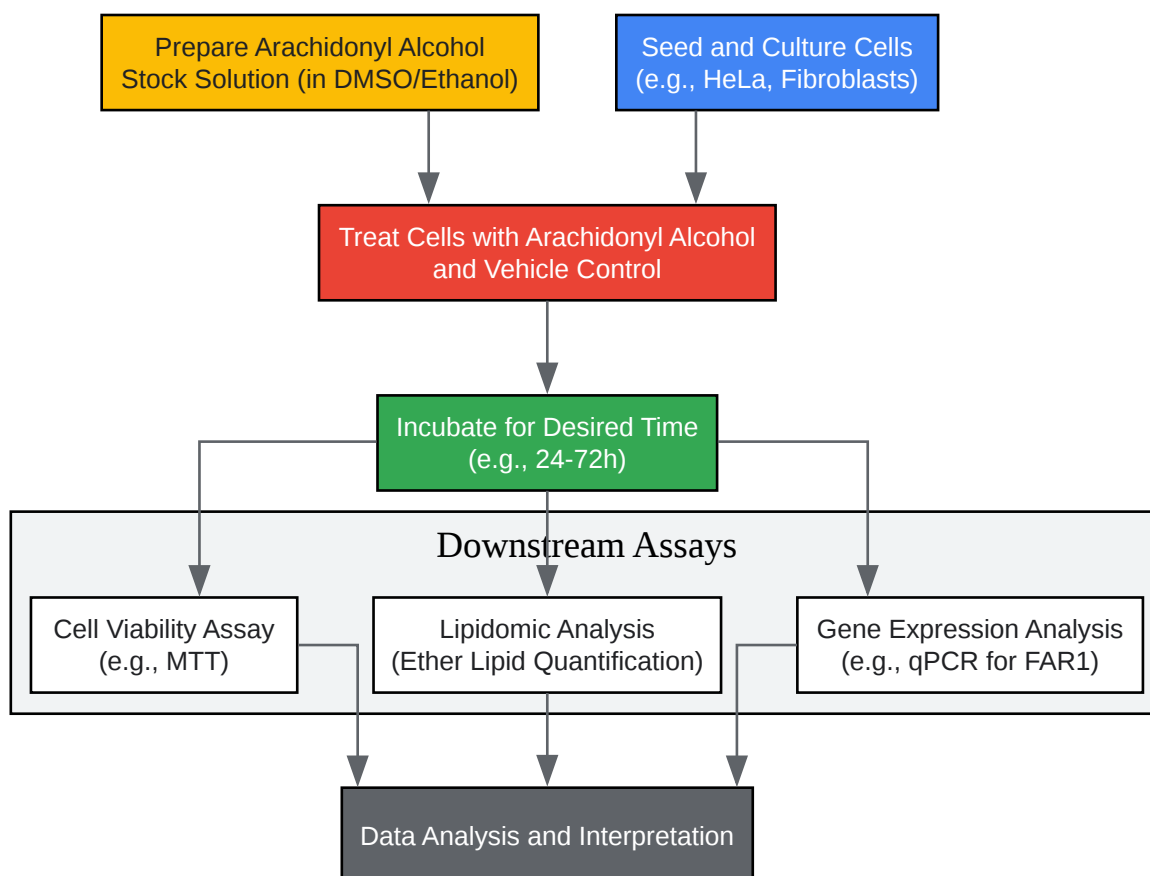 Prepare Arachidonyl Alcohol
Stock Solution (in DMSO/Ethanol)
Seed and Culture Cells
(e.g., HeLa, Fibroblasts)
Treat Cells with Arachidonyl Alcohol
and Vehicle Control
Incubate for Desired Time
(e.g., 24-72h)
Downstream Assays
Cell Viability Assay
(e.g., MTT)
Lipidomic Analysis
(Ether Lipid Quantification)
Gene Expression Analysis
(e.g., qPCR for FAR1)
Data Analysis and Interpretation